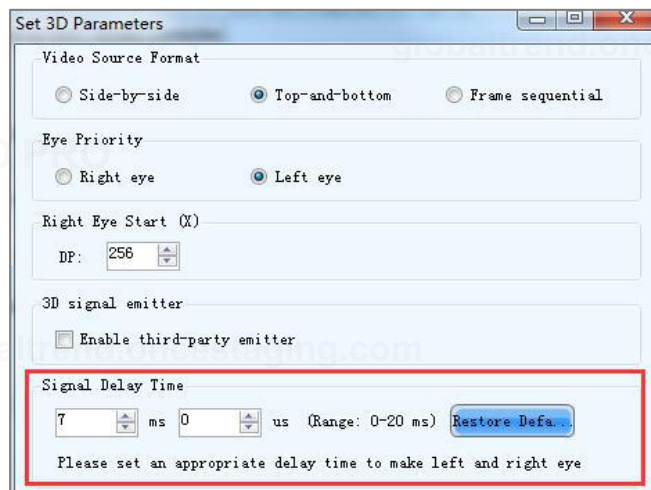 Set 3D Parameters
Video Source Format
Side-by-side Top-and-bottom Frame sequential
Eye Priority
Right eye Left eye
Right Eye Start (X)
DP: 256
3D signal emitter
Enable third-party emitter
Signal Delay Time
7 ms 0 us (Range: 0-20 ms) Restore Defa...
Please set an appropriate delay time to make left and right eye